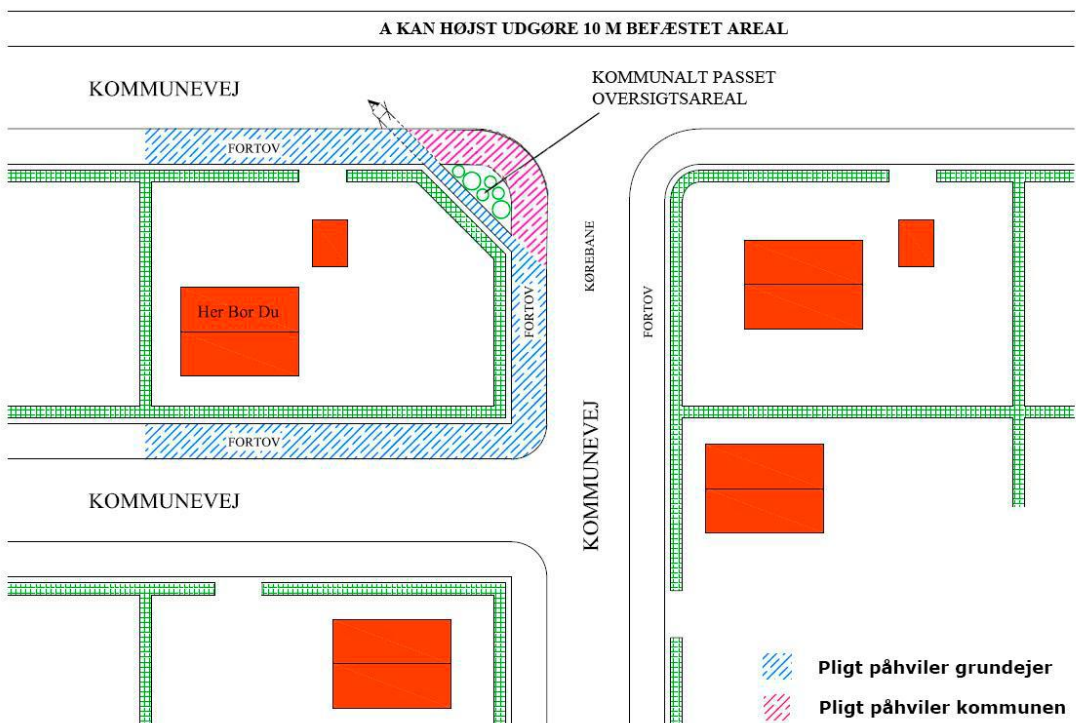 A KAN HØJST UDGØRE 10 M BEFÆSTET AREAL
KOMMUNEVEJ
KOMMUNALT PASSET
OVERSIGTSAREAL
FORTOV
Her Bor Du
FORTOV
KØREBANE
FORTOV
FORTOV
KOMMUNEVEJ
KOMMUNEVEJ
Pligt påhviler grundejer
Pligt påhviler kommunen